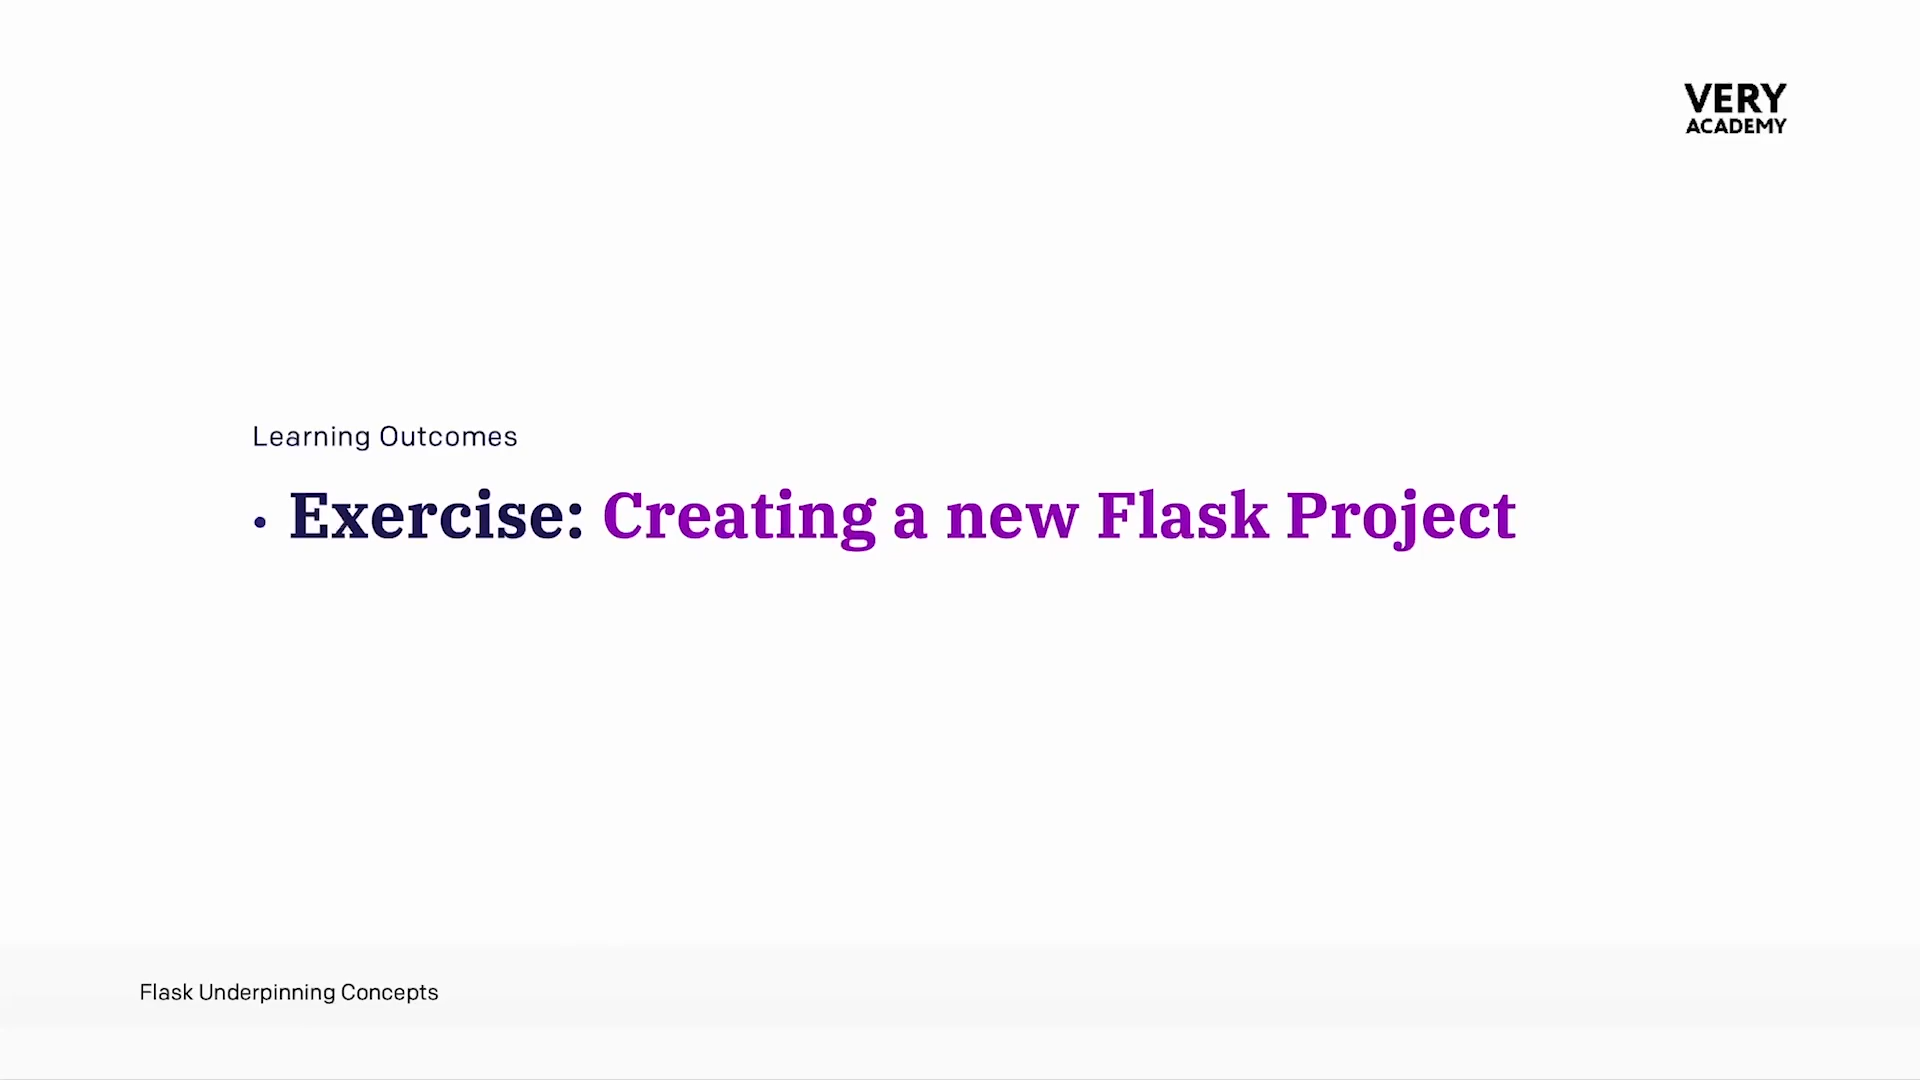 VERY
ACADEMY
Learning Outcomes
• Exercise: Creating a new Flask Project
Flask Underpinning Concepts